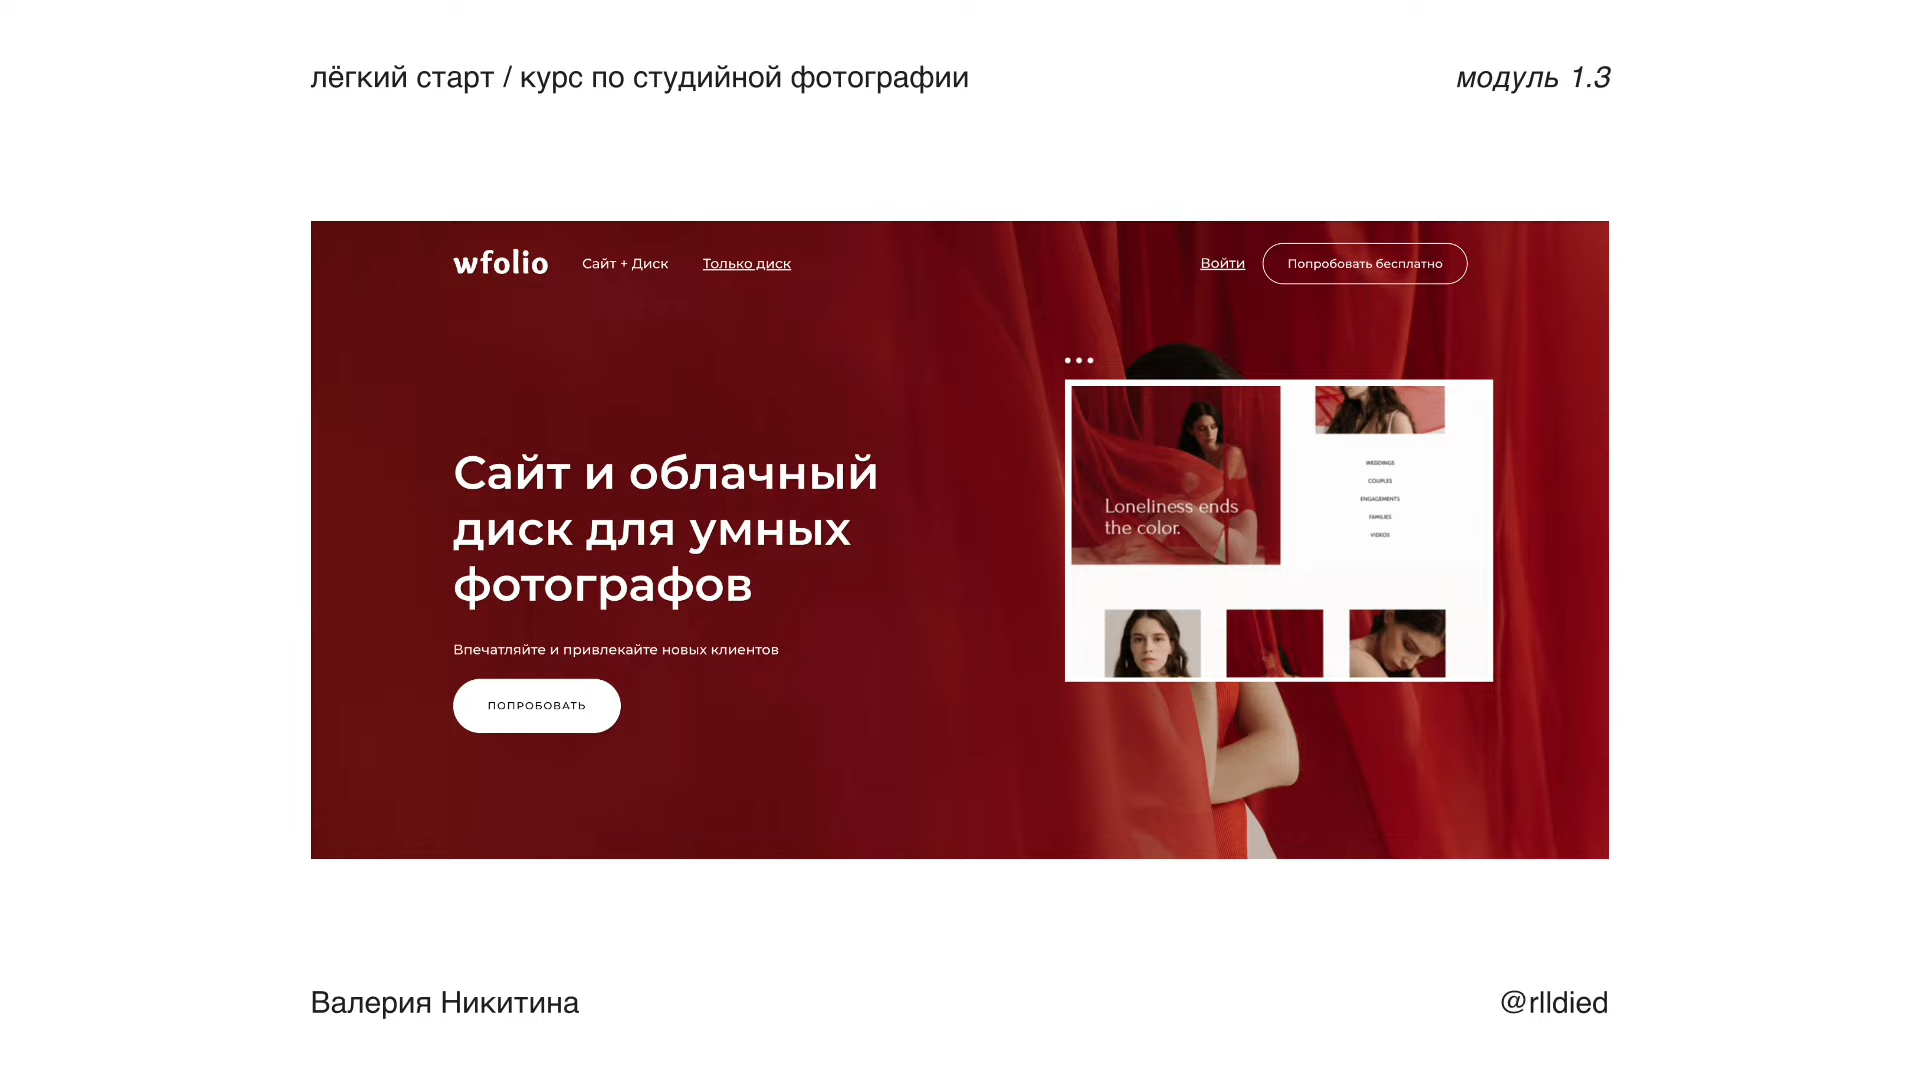 лёгкий старт / курс по студийной фотографии
модуль 1.3
wfolio
Сайт + Диск
Только диск
Войти
Попробовать бесплатно
Сайт и облачный
диск для умных
фотографов
Впечатляйте и привлекайте новых клиентов
ПОПРОБОВАТЬ
Loneliness ends
the color.
WEDDINGS
COUPLES
ENGAGEMENTS
FAMILIES
VIDEOS
Валерия Никитина
@rlldied